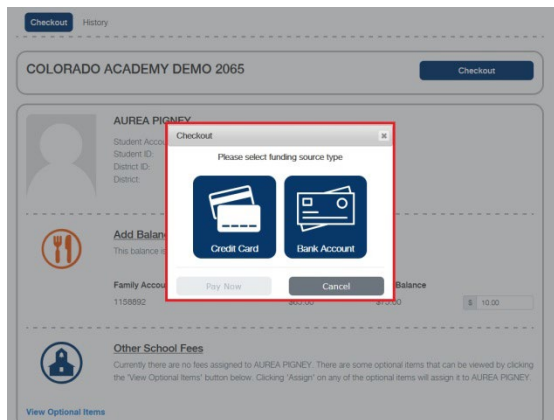 Checkout History
COLORADO ACADEMY DEMO 2065 Checkout
AUREA PIGNEY
Student Accou
Student ID:
District ID:
District:
Checkout
Please select funding source type
Credit Card Bank Account
Pay Now Cancel
Add Balan
This balance is
Family Accou Balance
1158892 $65.00 $75.00 $ 10.00
Other School Fees
Currently there are no fees assigned to AUREA PIGNEY. There are some optional items that can be viewed by clicking
the 'View Optional Items' button below. Clicking 'Assign' on any of the optional items will assign it to AUREA PIGNEY.
View Optional Items